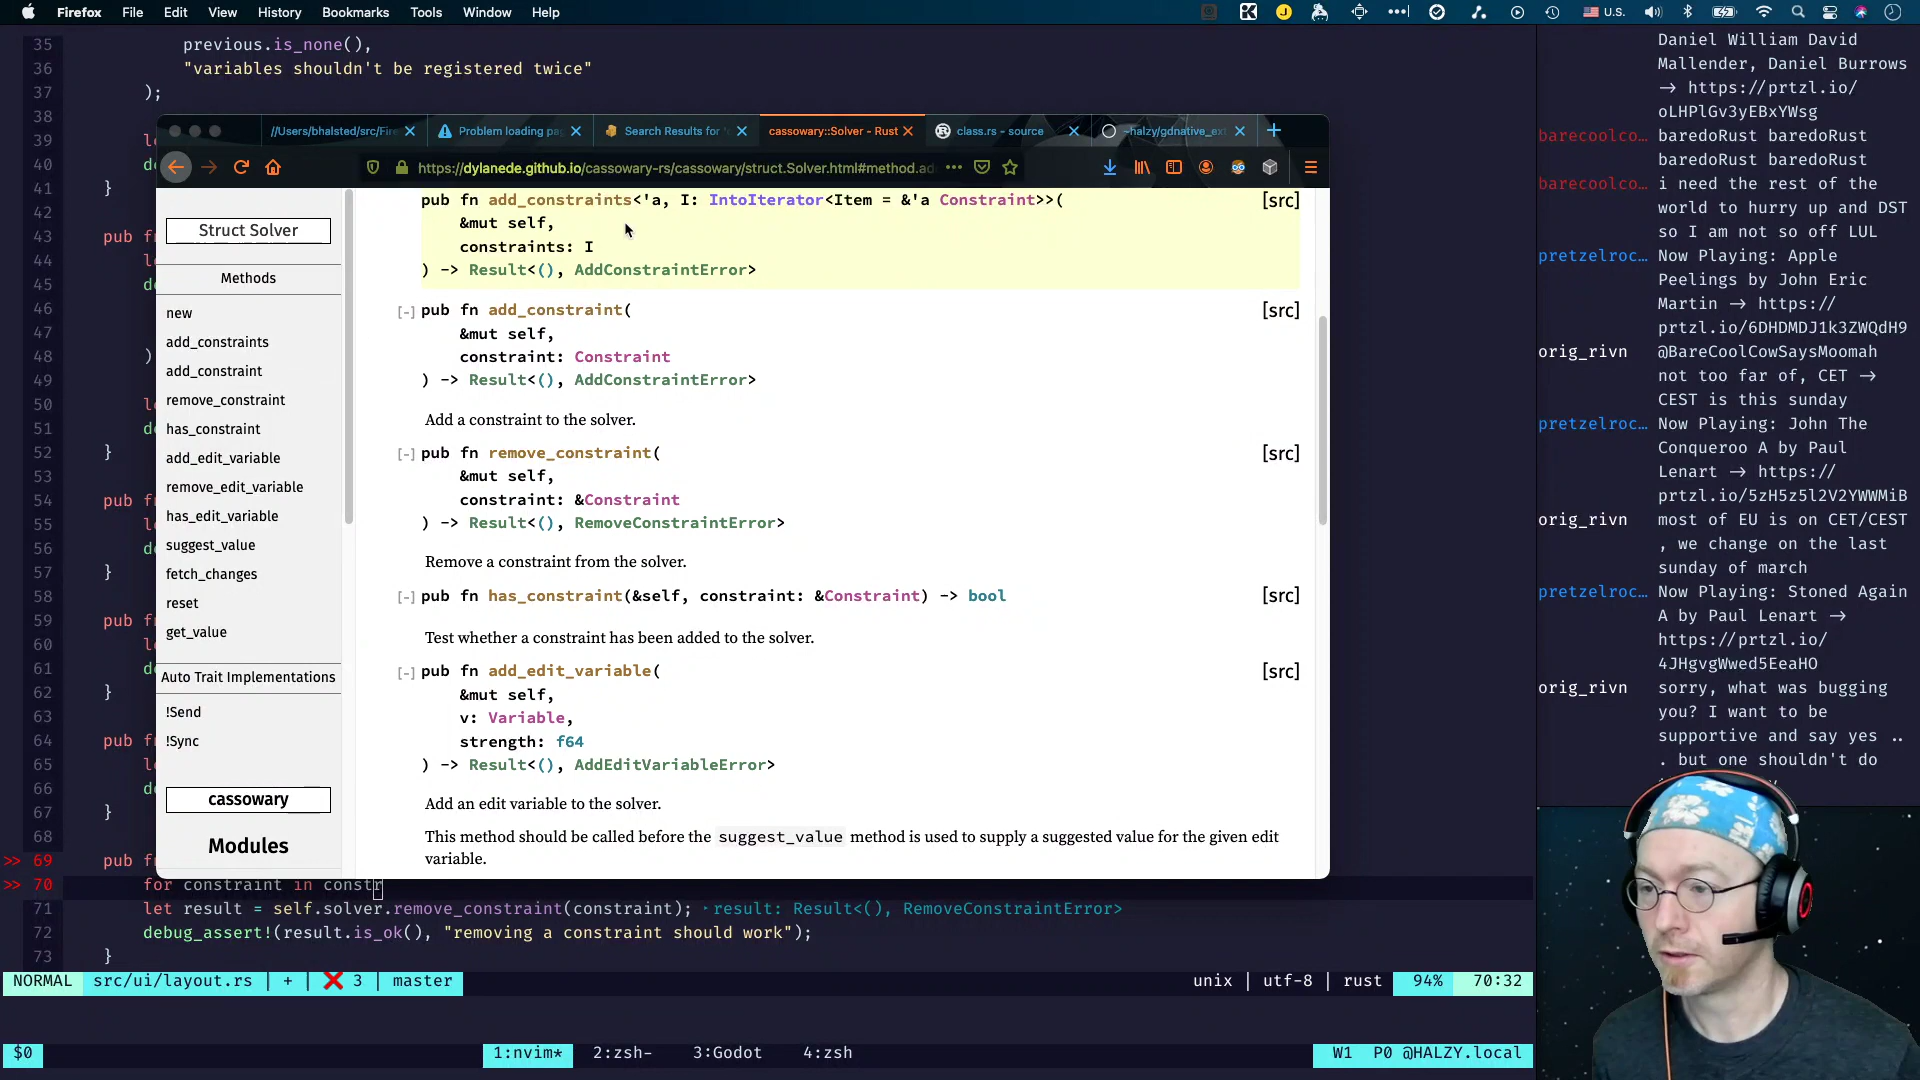 Firefox File Edit View History Bookmarks Tools Window Help U.S.
35 previous.is_none(),
36 "variables shouldn't be registered twice"
37 );
38
39 le
40 de
41 }
42
43 pub f
44 le
45 de
46
47
48 )
49
50 le
51 de
52 }
53
54 pub f
55 le
56 de
57 }
58
59 pub f
60 le
61 de
62 }
63
64 pub f
65 le
66 de
67 }
68
>> 69 pub f
>> 70 for constraint in constr
71 let result = self.solver.remove_constraint(constraint); ‣ result: Result<(), RemoveConstraintError>
72 debug_assert!(result.is_ok(), "removing a constraint should work");
73 }
NORMAL src/ui/layout.rs | + | ❌ 3 | master unix | utf-8 | rust 94% 70:32
$0 1:nvim* 2:zsh- 3:Godot 4:zsh W1 P0 @HALZY.local
//Users/bhalsted/src/Fir Problem loading pa Search Results for cassowary::Solver - Rust class.rs - source ~halzy/gdnative_ext
https://dylanede.github.io/cassowary-rs/cassowary/struct.Solver.html#method.ad
Struct Solver
Methods
new
add_constraints
add_constraint
remove_constraint
has_constraint
add_edit_variable
remove_edit_variable
has_edit_variable
suggest_value
fetch_changes
reset
get_value
Auto Trait Implementations
!Send
!Sync
cassowary
Modules
pub fn add_constraints<'a, I: IntoIterator<Item = &'a Constraint>>( [src]
&mut self,
constraints: I
) -> Result<(), AddConstraintError>
[-] pub fn add_constraint( [src]
&mut self,
constraint: Constraint
) -> Result<(), AddConstraintError>
Add a constraint to the solver.
[-] pub fn remove_constraint( [src]
&mut self,
constraint: &Constraint
) -> Result<(), RemoveConstraintError>
Remove a constraint from the solver.
[-] pub fn has_constraint(&self, constraint: &Constraint) -> bool [src]
Test whether a constraint has been added to the solver.
[-] pub fn add_edit_variable( [src]
&mut self,
v: Variable,
strength: f64
) -> Result<(), AddEditVariableError>
Add an edit variable to the solver.
This method should be called before the suggest_value method is used to supply a suggested value for the given edit
variable.
Daniel William David
Mallender, Daniel Burrows
→ https://prtzl.io/
oLHPlGv3yEBxYWsg
barecoolco… baredoRust baredoRust
baredoRust baredoRust
barecoolco… i need the rest of the
world to hurry up and DST
so I am not so off LUL
pretzelroc… Now Playing: Apple
Peelings by John Eric
Martin → https://
prtzl.io/6DHDMDJ1k3ZWQdH9
orig_rivn @BareCoolCowSaysMoomah
not too far of, CET →
CEST is this sunday
pretzelroc… Now Playing: John The
Conqueroo A by Paul
Lenart → https://
prtzl.io/5zH5z5l2V2YWWMiB
orig_rivn most of EU is on CET/CEST
, we change on the last
sunday of march
pretzelroc… Now Playing: Stoned Again
A by Paul Lenart →
https://prtzl.io/
4JHgvgWwed5EeaHO
orig_rivn sorry, what was bugging
you? I want to be
supportive and say yes ..
. but one shouldn't do